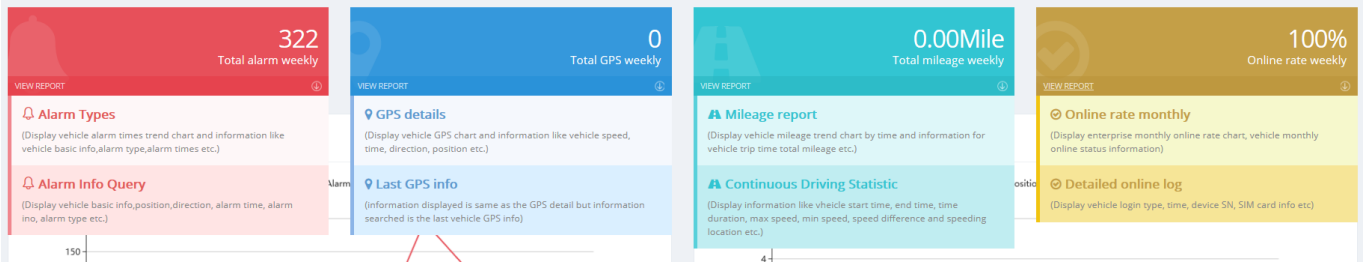 322
Total alarm weekly
VIEW REPORT
Alarm Types
(Display vehicle alarm times trend chart and information like
vehicle basic info,alarm type,alarm times etc.)
Alarm Info Query
(Display vehicle basic info,position,direction, alarm time, alarm
ino, alarm type etc.)
0
Total GPS weekly
VIEW REPORT
GPS details
(Display vehicle GPS chart and information like vehicle speed,
time, direction, position etc.)
Last GPS info
(information displayed is same as the GPS detail but information
searched is the last vehicle GPS info)
0.00Mile
Total mileage weekly
VIEW REPORT
Mileage report
(Display vehicle mileage trend chart by time and information for
vehicle trip time total mileage etc.)
Continuous Driving Statistic
(Display information like vheicle start time, end time, time
duration, max speed, min speed, speed difference and speeding
location etc.)
100%
Online rate weekly
VIEW REPORT
Online rate monthly
(Display enterprise monthly online rate chart, vehicle monthly
online status information)
Detailed online log
(Display vehicle login type, time, device SN, SIM card info etc)
Alarm
ositio
150
4